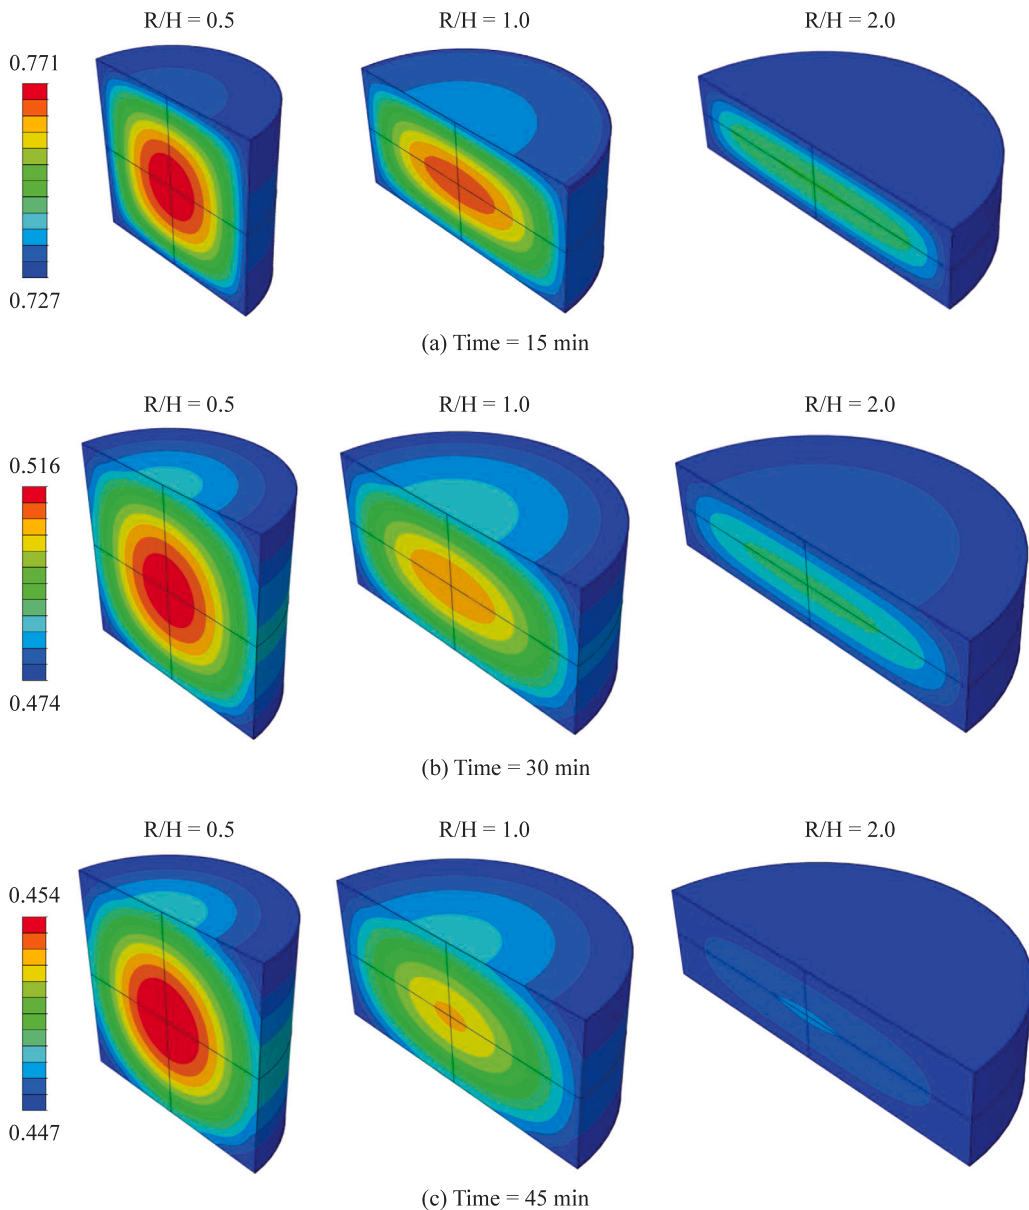 R/H = 0.5 R/H = 1.0 R/H = 2.0
0.771
0.727
(a) Time = 15 min
R/H = 0.5 R/H = 1.0 R/H = 2.0
0.516
0.474
(b) Time = 30 min
R/H = 0.5 R/H = 1.0 R/H = 2.0
0.454
0.447
(c) Time = 45 min